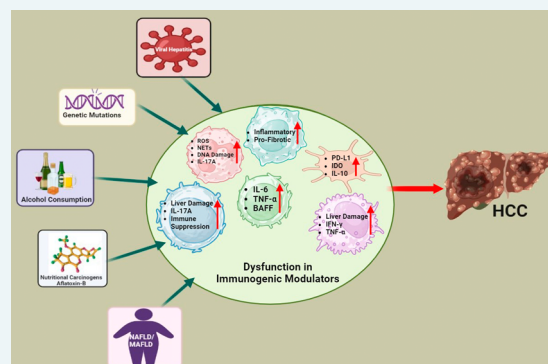 Viral Hepatitis
Genetic Mutations
Alcohol Consumption
Nutritional Carcinogens
Aflatoxin-B
NAFLD/
MAFLD
• ROS
• NETs
• DNA Damage
• IL-17A
• Inflammatory
• Pro-Fibrotic
• PD-L1
• IDO
• IL-10
• Liver Damage
• IL-17A
• Immune
Suppression
• IL-6
• TNF-α
• BAFF
• Liver Damage
• IFN-γ
• TNF-α
Dysfunction in
Immunogenic Modulators
HCC